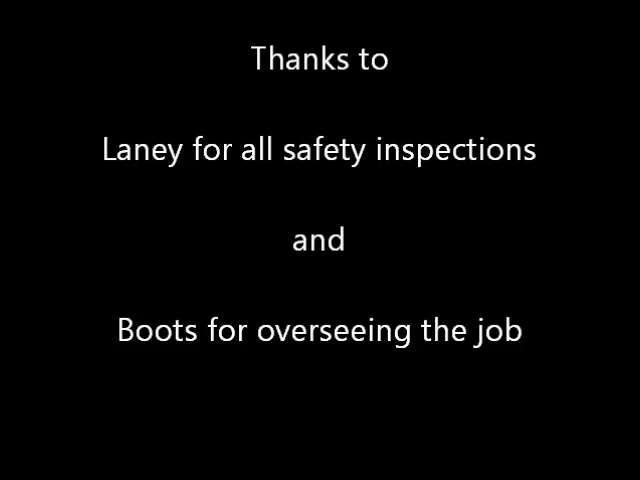 Thanks to
Laney for all safety inspections
and
Boots for overseeing the job